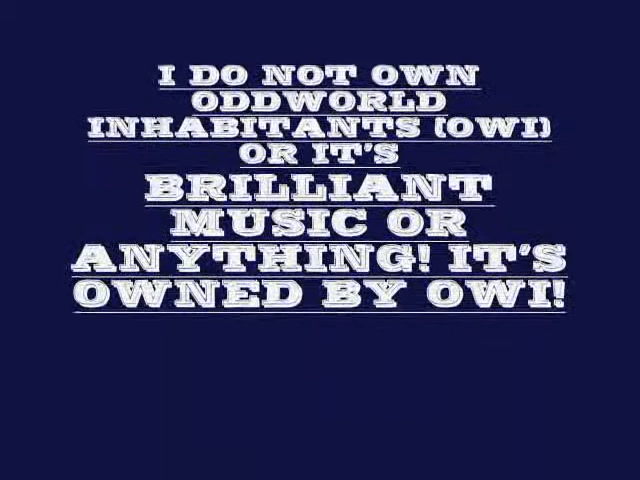 I DO NOT OWN
ODDWORLD
INHABITANTS (OWI)
OR IT'S
BRILLIANT
MUSIC OR
ANYTHING! IT'S
OWNED BY OWI!